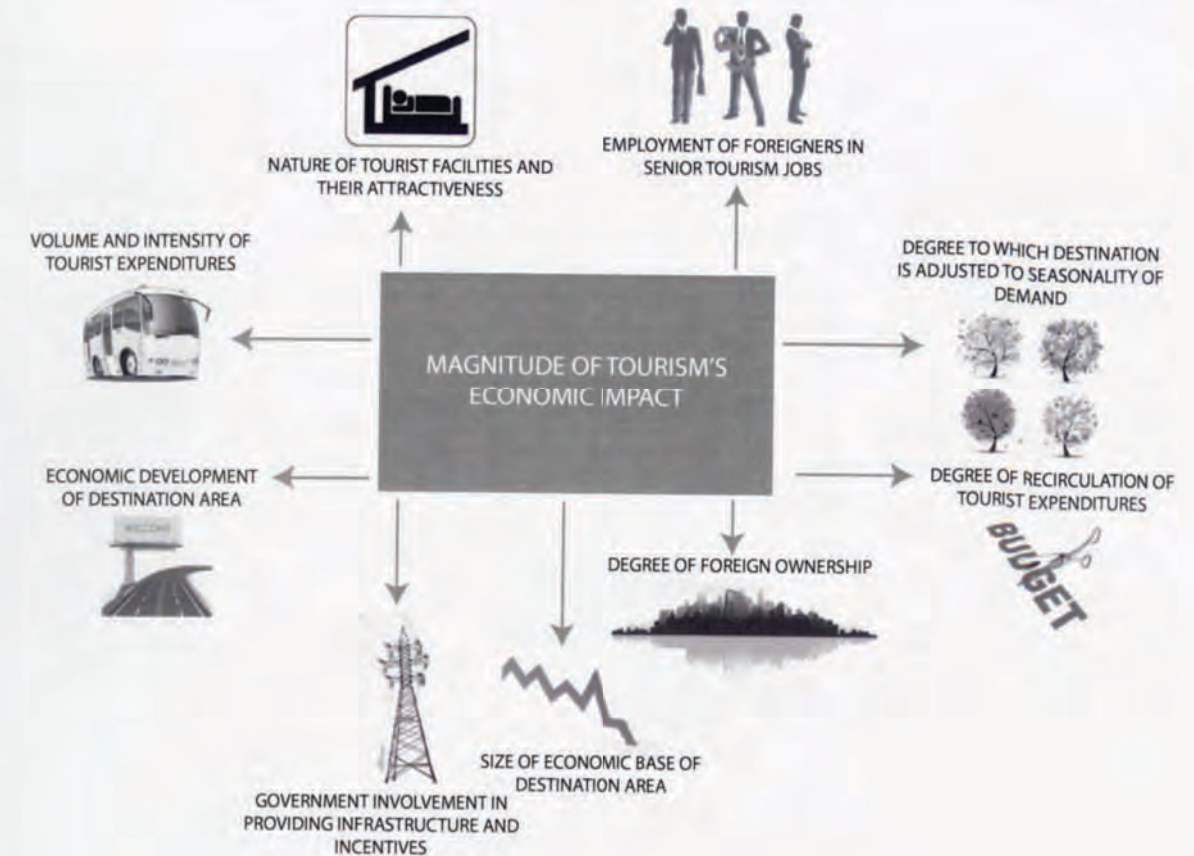 NATURE OF TOURIST FACILITIES AND
THEIR ATTRACTIVENESS
EMPLOYMENT OF FOREIGNERS IN
SENIOR TOURISM JOBS
VOLUME AND INTENSITY OF
TOURIST EXPENDITURES
DEGREE TO WHICH DESTINATION
IS ADJUSTED TO SEASONALITY OF
DEMAND
MAGNITUDE OF TOURISM'S
ECONOMIC IMPACT
ECONOMIC DEVELOPMENT
OF DESTINATION AREA
WELCOME
DEGREE OF RECIRCULATION OF
TOURIST EXPENDITURES
BUDGET
DEGREE OF FOREIGN OWNERSHIP
SIZE OF ECONOMIC BASE OF
DESTINATION AREA
GOVERNMENT INVOLVEMENT IN
PROVIDING INFRASTRUCTURE AND
INCENTIVES